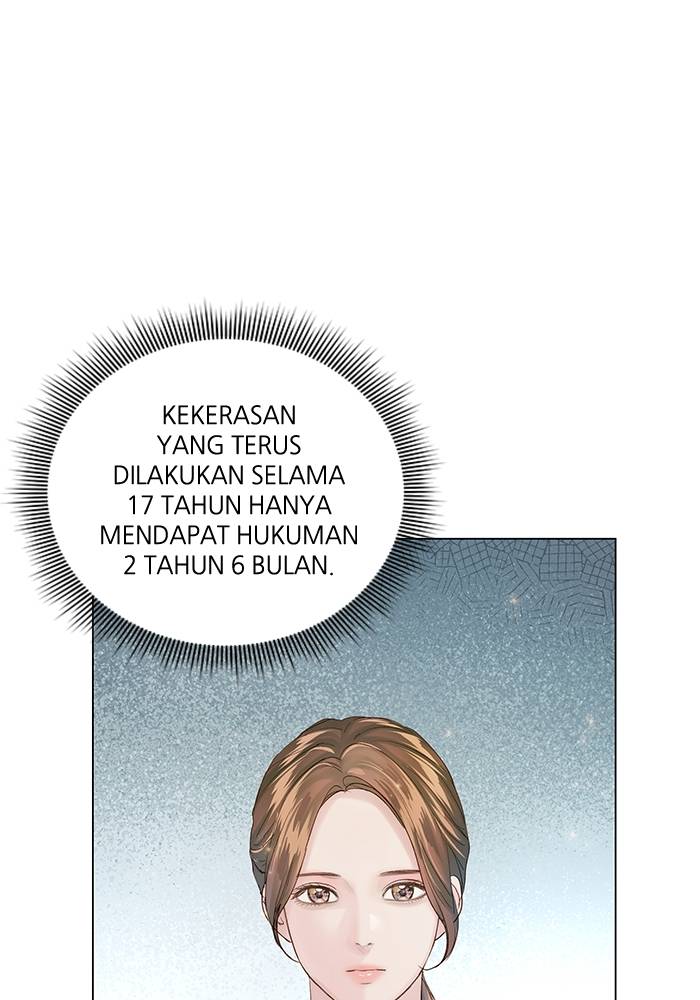 KEKERASAN
YANG TERUS
DILAKUKAN SELAMA
17 TAHUN HANYA
MENDAPAT HUKUMAN
2 TAHUN 6 BULAN.